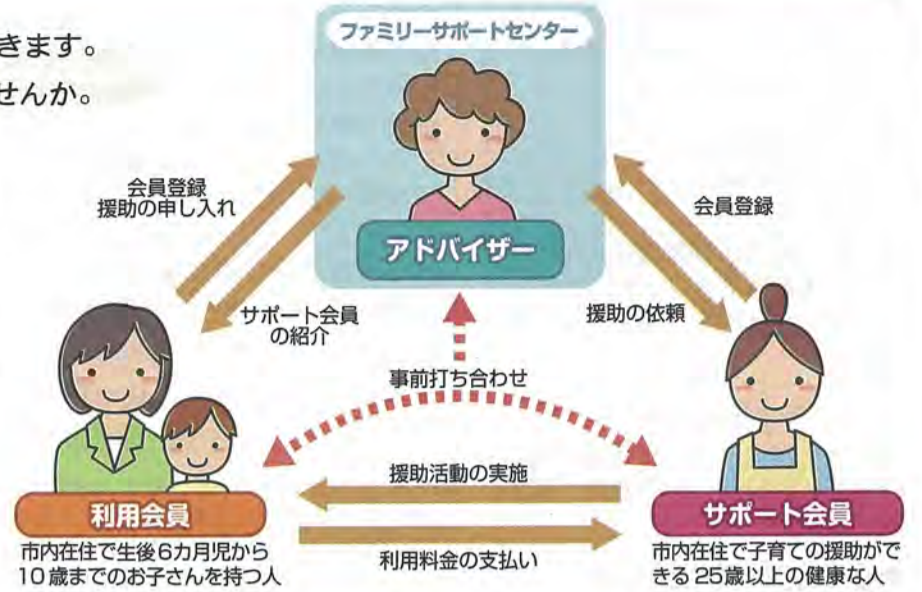 きます。
せんか。
ファミリーサポートセンター
アドバイザー
会員登録
援助の申し入れ
会員登録
サポート会員
の紹介
援助の依頼
事前打ち合わせ
援助活動の実施
利用会員
サポート会員
利用料金の支払い
市内在住で生後6カ月児から
10歳までのお子さんを持つ人
市内在住で子育ての援助がで
きる25歳以上の健康な人